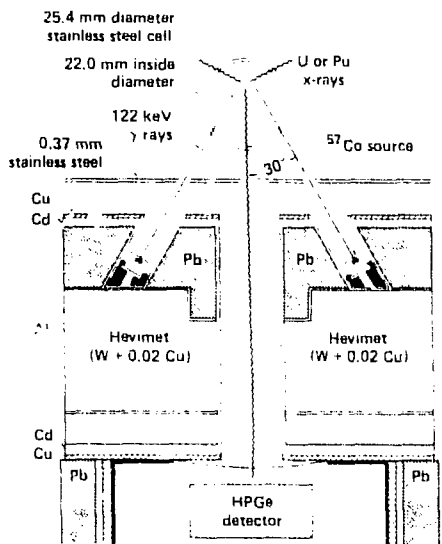 25.4 mm diameter
stainless steel cell
22.0 mm inside
diameter
U or Pu
x-rays
122 keV
γ rays
0.37 mm
stainless steel
57Co source
30°
Cu
Cd
Pb
Pb
Hevimet
(W + 0.02 Cu)
Hevimet
(W + 0.02 Cu)
Cd
Cu
Pb
Pb
HPGe
detector